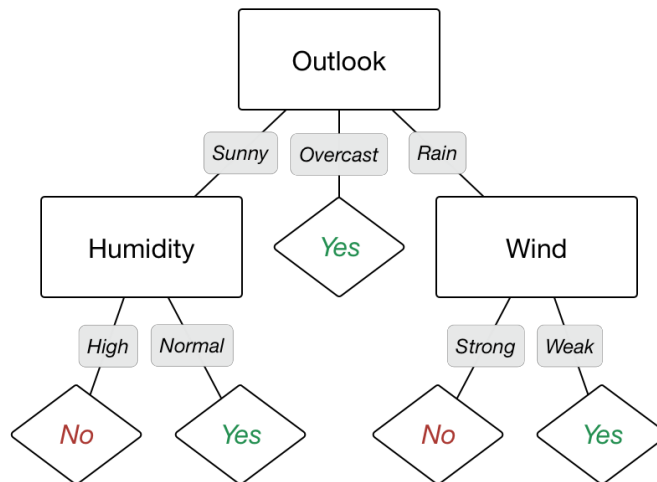 Outlook
Sunny
Overcast
Rain
Humidity
Yes
Wind
High
Normal
Strong
Weak
No
Yes
No
Yes